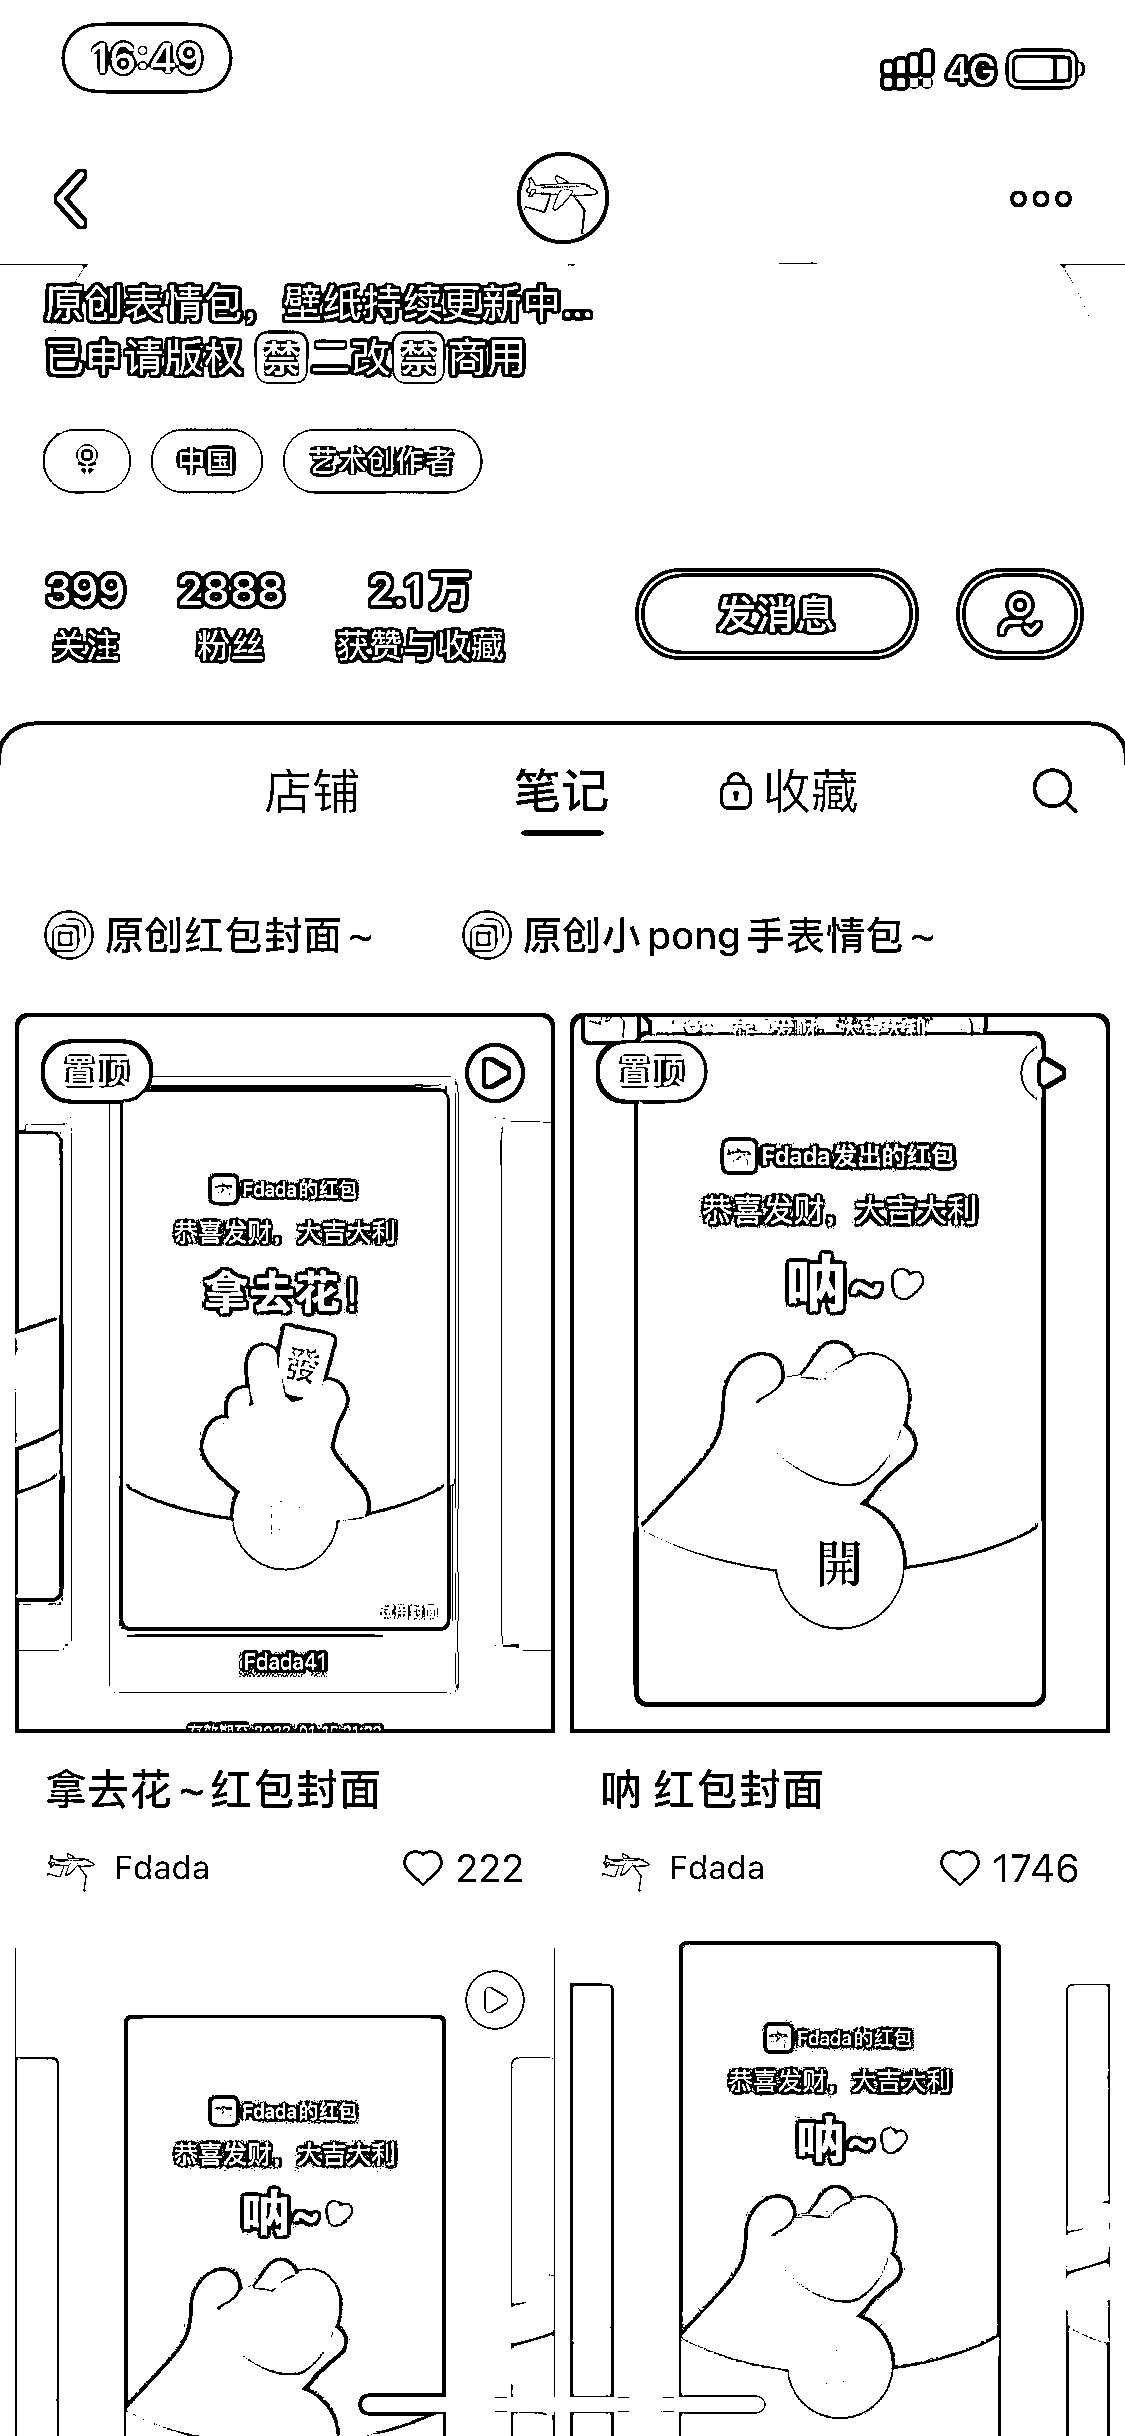 16:49
4G
原创表情包，壁纸持续更新中...
已申请版权 禁二改禁商用
中国
艺术创作者
399 2888 2.1万
关注 粉丝 获赞与收藏
发消息
店铺 笔记 收藏
原创红包封面~
原创小pong手表情包~
置顶
Fdada的红包
恭喜发财，大吉大利
拿去花!
發
Fdada41
置顶
Fdada发出的红包
恭喜发财，大吉大利
呐~
開
拿去花~红包封面
Fdada 222
呐 红包封面
Fdada 1746
Fdada的红包
恭喜发财，大吉大利
呐~
Fdada的红包
恭喜发财，大吉大利
呐~